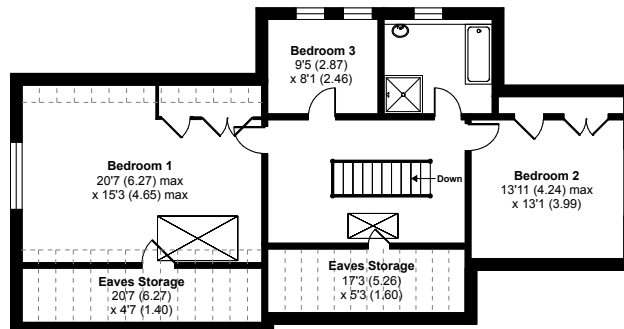 Bedroom 3
9'5 (2.87)
x 8'1 (2.46)
Bedroom 1
20'7 (6.27) max
x 15'3 (4.65) max
Down
Bedroom 2
13'11 (4.24) max
x 13'1 (3.99)
Eaves Storage
20'7 (6.27)
x 4'7 (1.40)
Eaves Storage
17'3 (5.26)
x 5'3 (1.60)